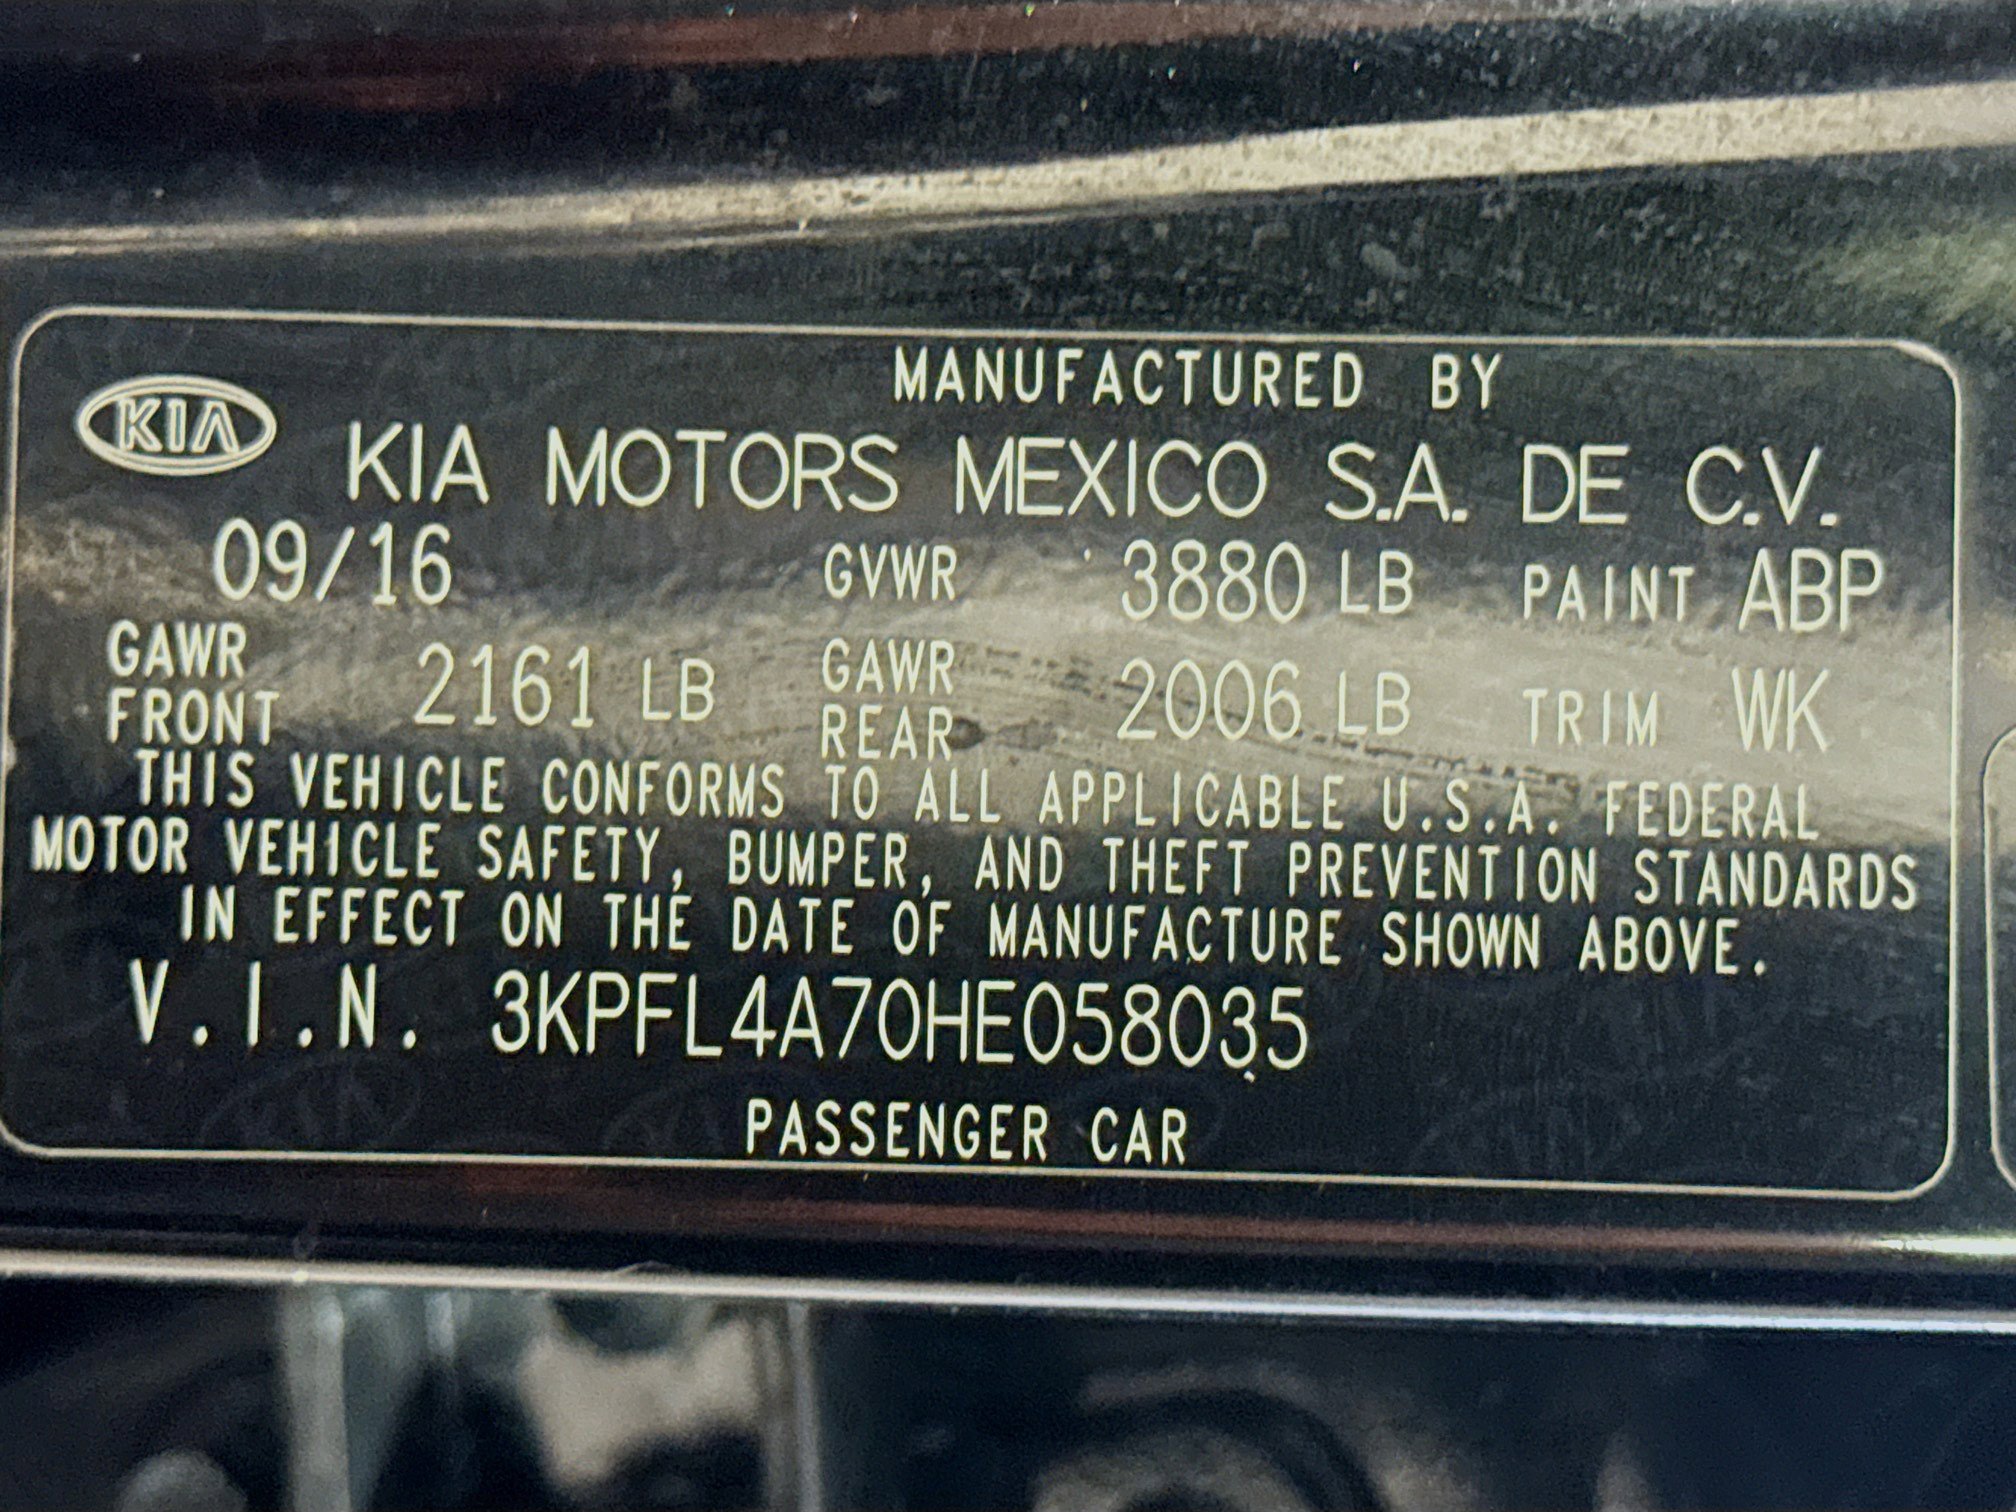 MANUFACTURED BY
KIA KIA MOTORS MEXICO S.A. DE C.V.
09/16 GVWR 3880 LB PAINT ABP
GAWR FRONT 2161 LB GAWR REAR 2006 LB TRIM WK
THIS VEHICLE CONFORMS TO ALL APPLICABLE U.S.A. FEDERAL
MOTOR VEHICLE SAFETY, BUMPER, AND THEFT PREVENTION STANDARDS
IN EFFECT ON THE DATE OF MANUFACTURE SHOWN ABOVE.
V.I.N. 3KPFL4A70HE058035
PASSENGER CAR